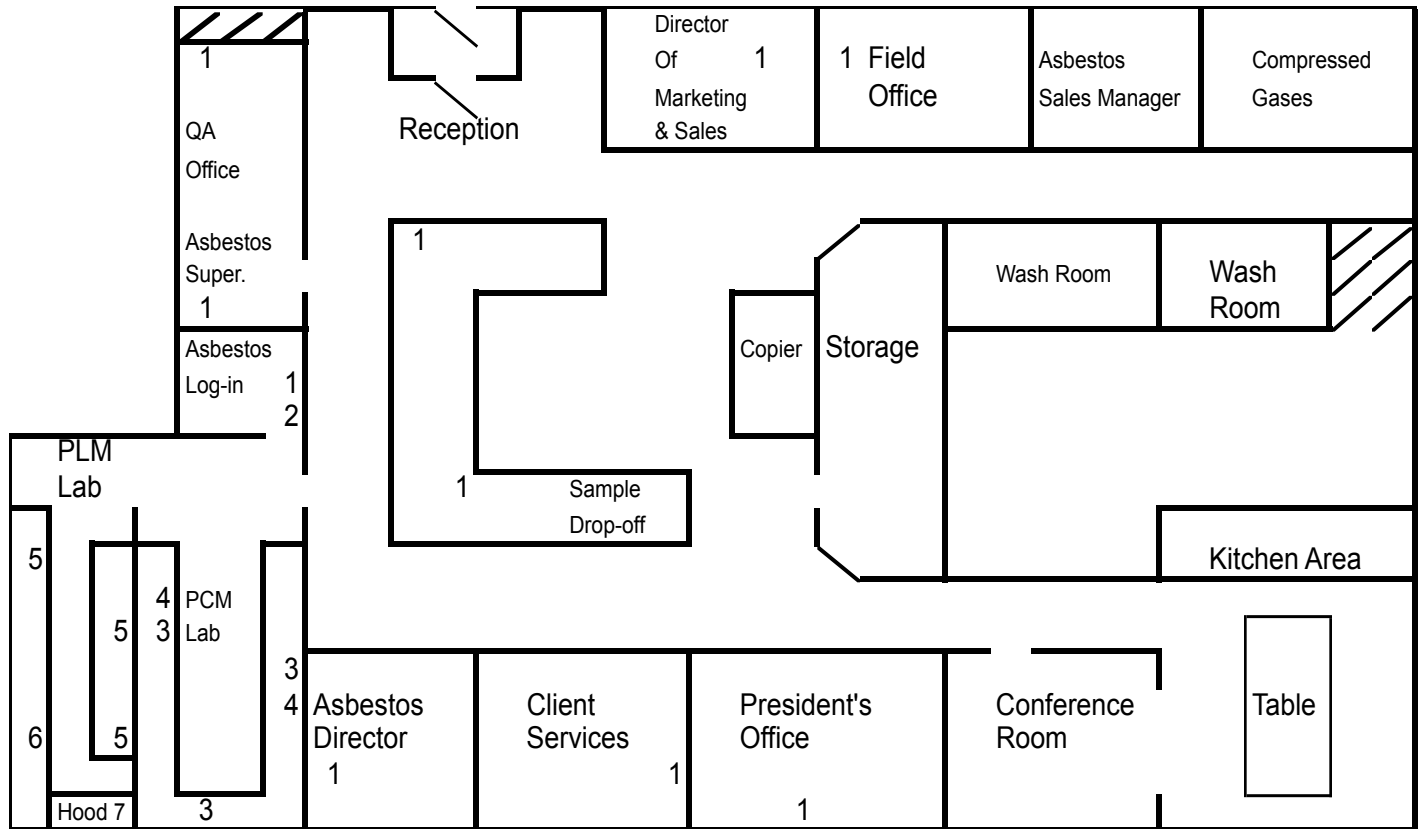 Director
Of 1
Marketing
& Sales
1 Field
Office
Asbestos
Sales Manager
Compressed
Gases
1
QA
Office
Reception
Asbestos
Super.
1
1
Wash Room
Wash
Room
Asbestos
Log-in 1
2
Copier
Storage
PLM
Lab
1
Sample
Drop-off
Kitchen Area
5
5
6
5
Hood 7
4 PCM
3 Lab
3
3
4
Asbestos
Director
1
Client
Services
1
President's
Office
1
Conference
Room
Table